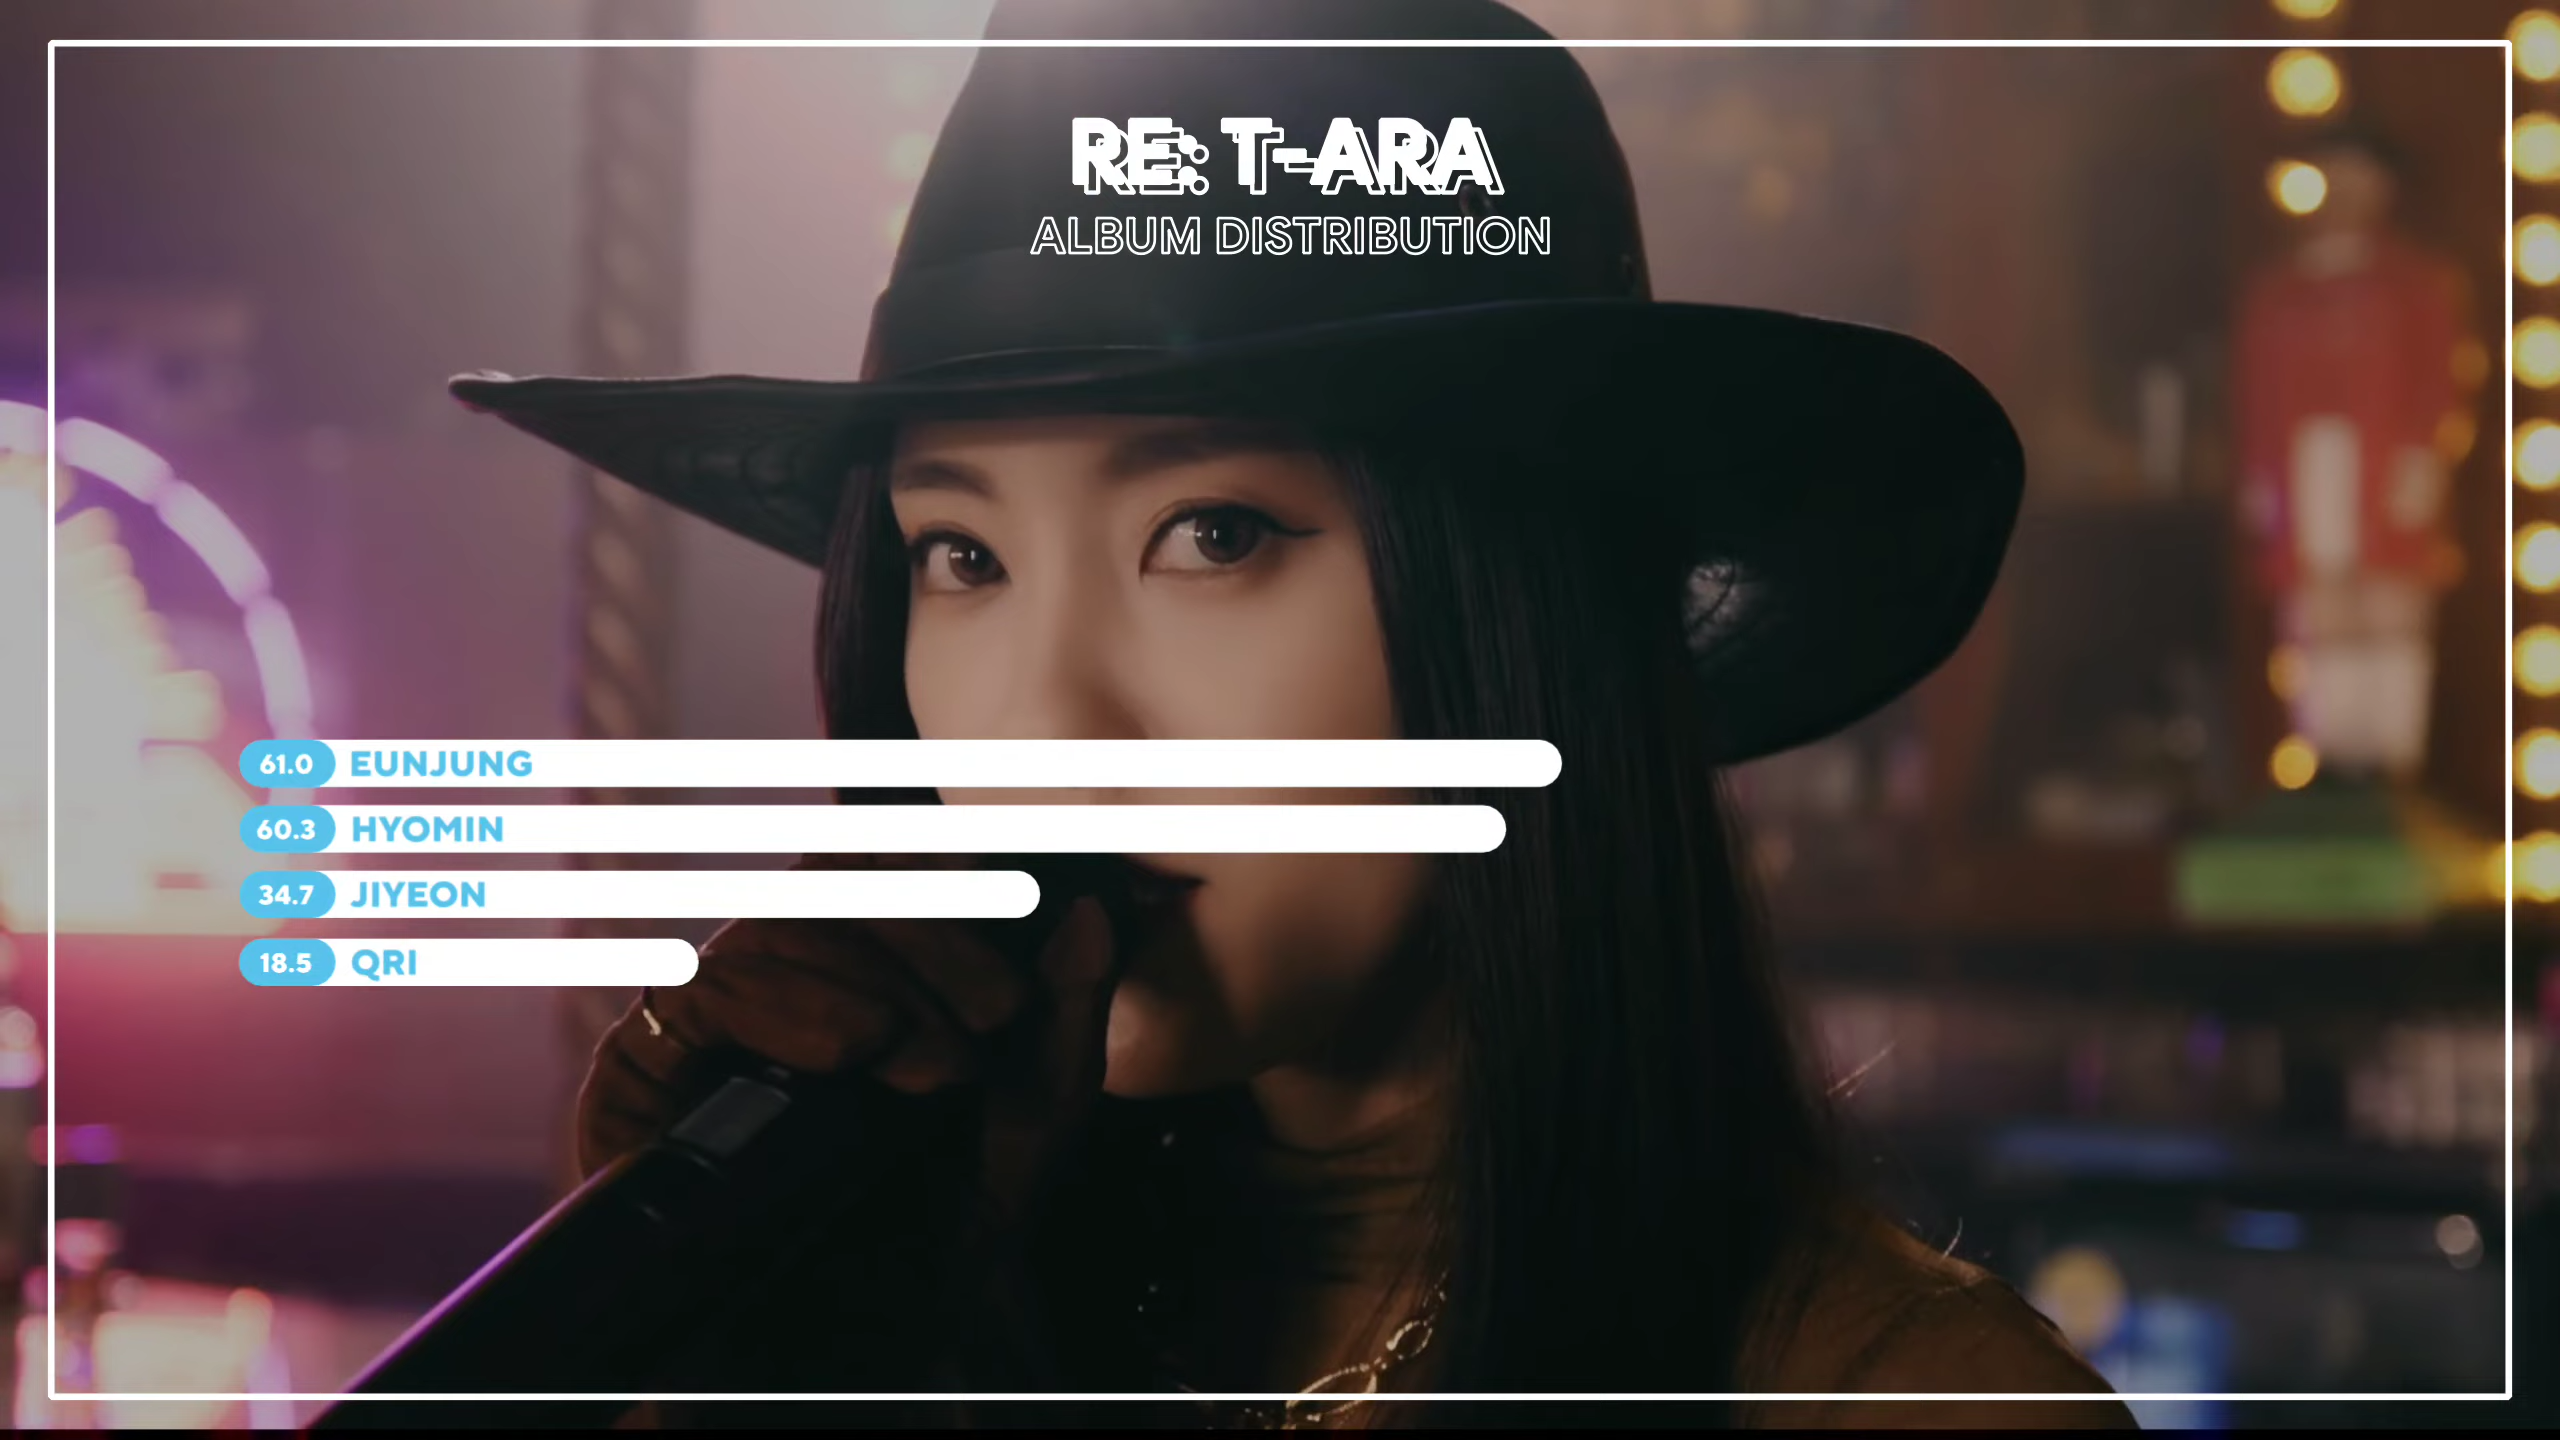 RE: T-ARA
ALBUM DISTRIBUTION
61.0 EUNJUNG
60.3 HYOMIN
34.7 JIYEON
18.5 QRI